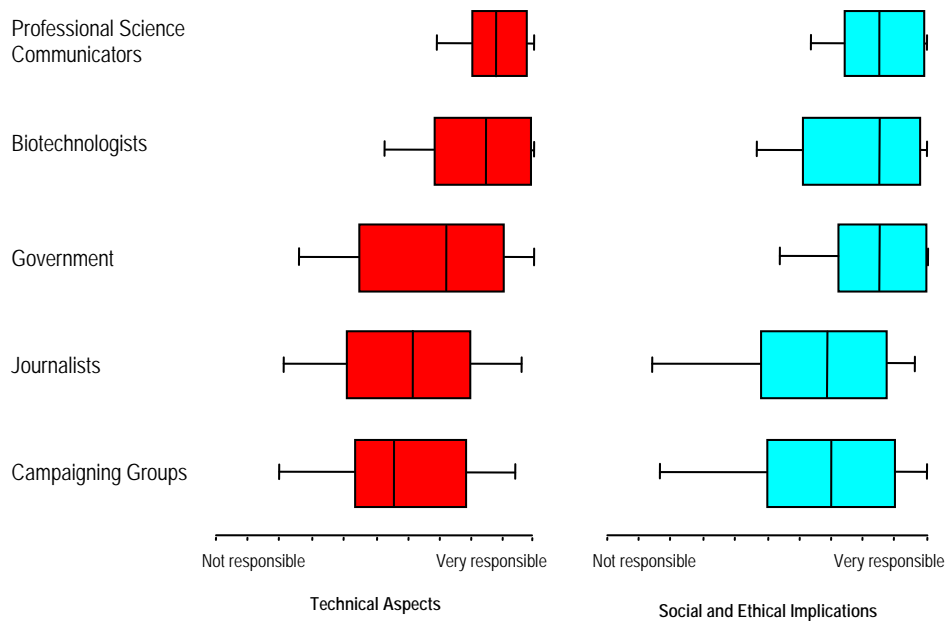 Professional Science
Communicators
Biotechnologists
Government
Journalists
Campaigning Groups
Not responsible
Very responsible
Not responsible
Very responsible
Technical Aspects
Social and Ethical Implications